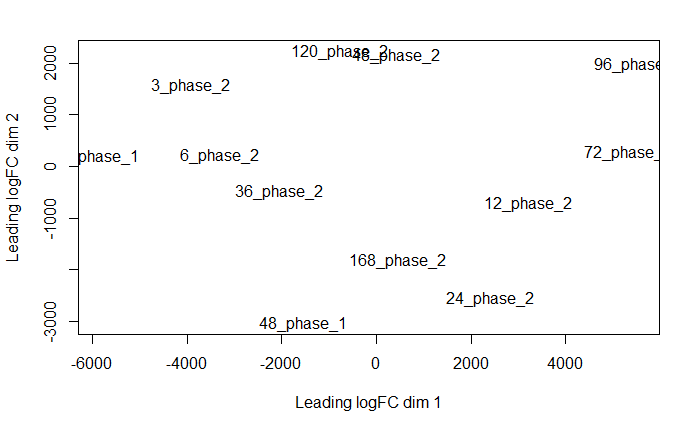 120_phase_2
48_phase_2
96_phase
3_phase_2
phase_1
6_phase_2
72_phase_
36_phase_2
12_phase_2
168_phase_2
24_phase_2
48_phase_1
2000
1000
0
-1000
-3000
Leading logFC dim 2
-6000 -4000 -2000 0 2000 4000
Leading logFC dim 1